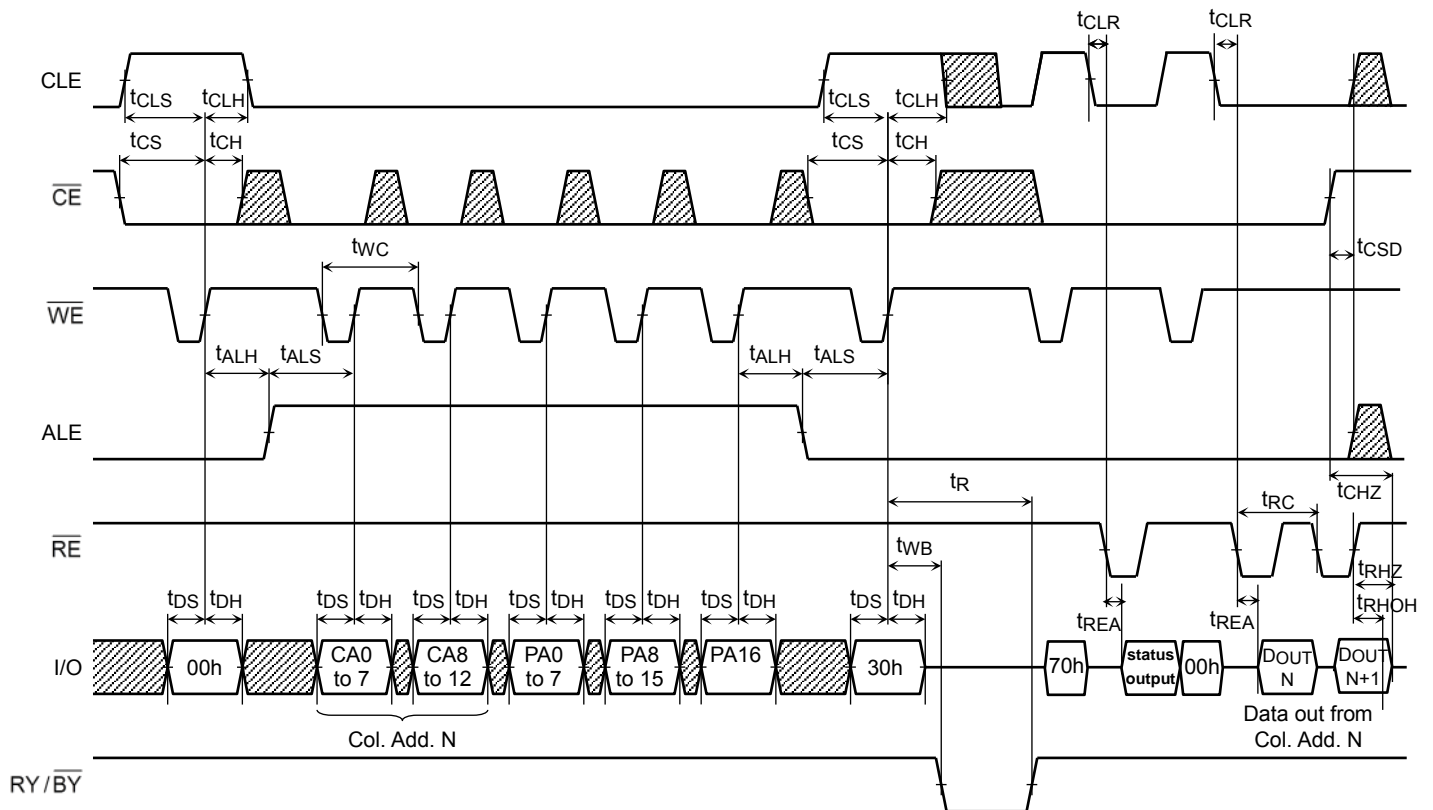 tCLR tCLR
CLE
tCLS tCLH tCLS tCLH
tCS tCH tCS tCH
CE
tWC
tCSD
WE
tALH tALS tALH tALS
ALE
tR
tCHZ
tRC
RE
tWB
tRHZ
tDS tDH tDS tDH tDS tDH tDS tDH tDS tDH tDS tDH tDS tDH
tRHOH
tREA tREA
I/O
00h
CA0
to 7
CA8
to 12
PA0
to 7
PA8
to 15
PA16
30h
70h
status
output
00h
DOUT
N
DOUT
N+1
Col. Add. N
Data out from
Col. Add. N
RY/BY